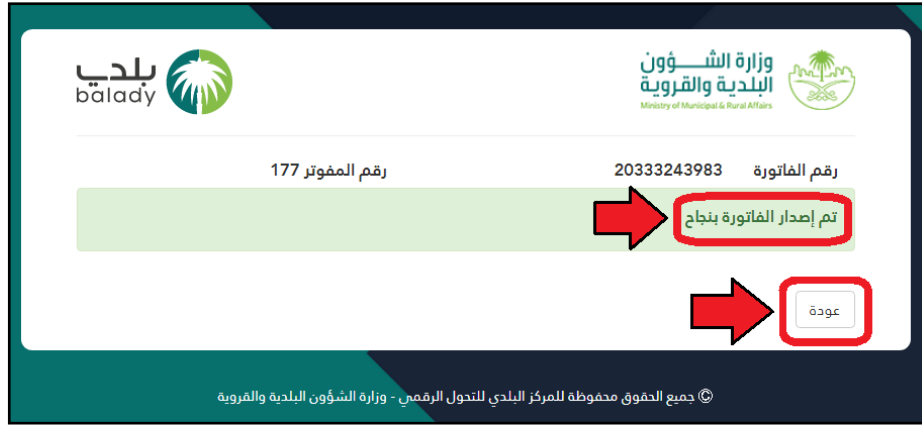 وزارة الشـــؤون
البلدية والقروية
Ministry of Municipal & Rural Affairs
بلدي
balady
رقم الفاتورة 20333243983 رقم المفوتر 177
تم إصدار الفاتورة بنجاح
عودة
© جميع الحقوق محفوظة للمركز البلدي للتحول الرقمي - وزارة الشؤون البلدية والقروية